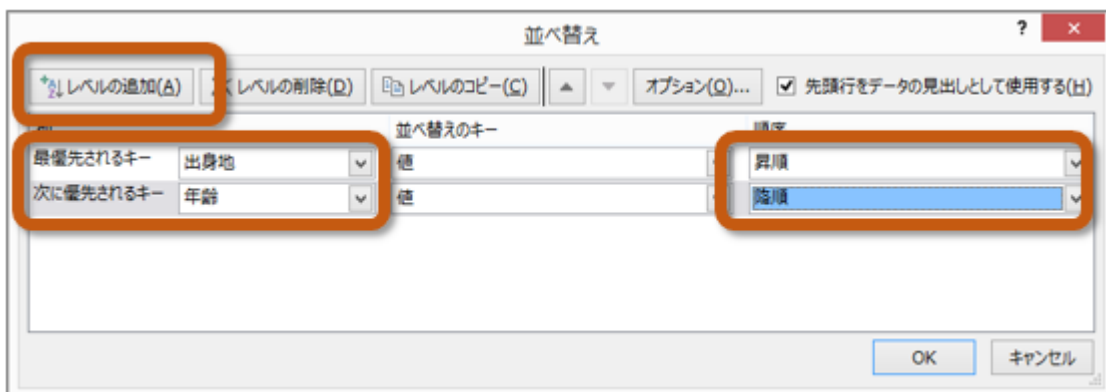 並べ替え
レベルの追加(A) レベルの削除(D) レベルのコピー(C) オプション(O)... 先頭行をデータの見出しとして使用する(H)
並べ替えのキー
最優先されるキー 出身地 値 昇順
次に優先されるキー 年齢 値 降順
OK キャンセル